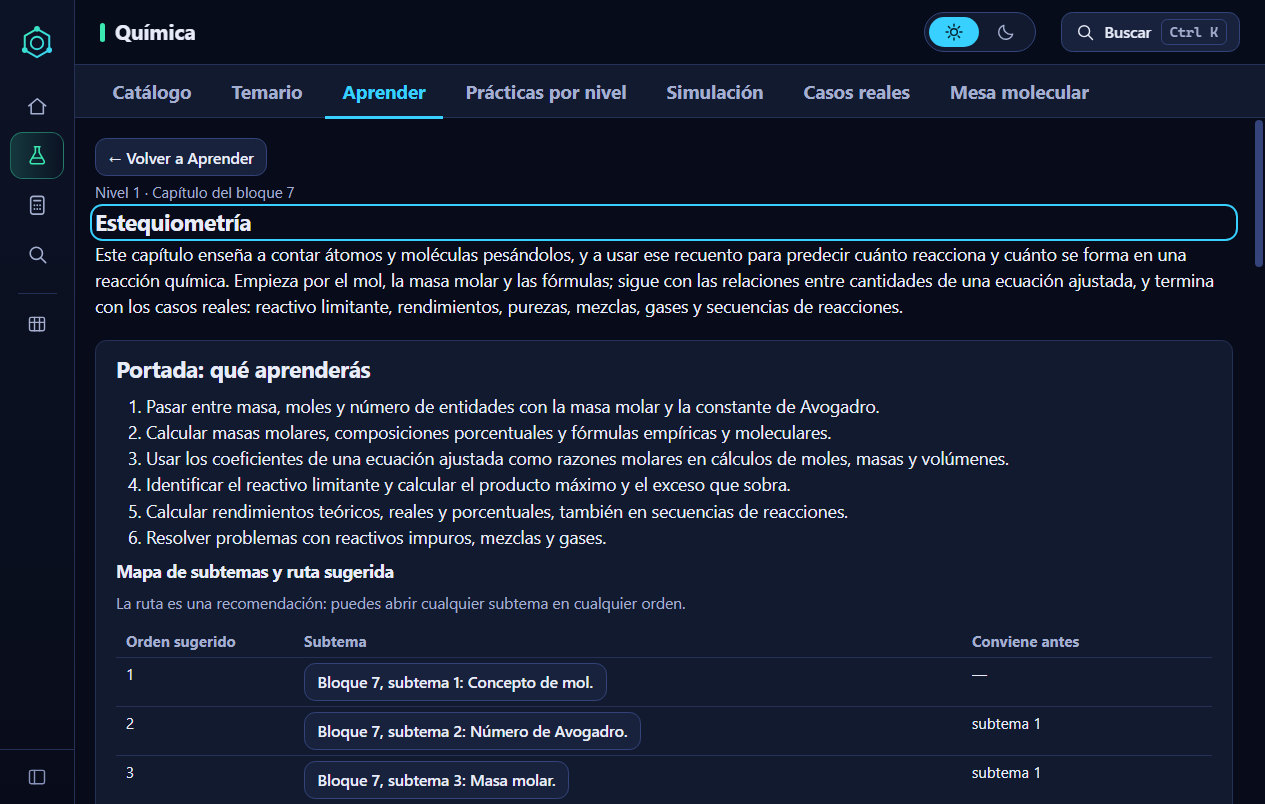 Química
Buscar Ctrl K
Catálogo Temario Aprender Prácticas por nivel Simulación Casos reales Mesa molecular
← Volver a Aprender
Nivel 1 · Capítulo del bloque 7
Estequiometría
Este capítulo enseña a contar átomos y moléculas pesándolos, y a usar ese recuento para predecir cuánto reacciona y cuánto se forma en una
reacción química. Empieza por el mol, la masa molar y las fórmulas; sigue con las relaciones entre cantidades de una ecuación ajustada, y termina
con los casos reales: reactivo limitante, rendimientos, purezas, mezclas, gases y secuencias de reacciones.
Portada: qué aprenderás
1. Pasar entre masa, moles y número de entidades con la masa molar y la constante de Avogadro.
2. Calcular masas molares, composiciones porcentuales y fórmulas empíricas y moleculares.
3. Usar los coeficientes de una ecuación ajustada como razones molares en cálculos de moles, masas y volúmenes.
4. Identificar el reactivo limitante y calcular el producto máximo y el exceso que sobra.
5. Calcular rendimientos teóricos, reales y porcentuales, también en secuencias de reacciones.
6. Resolver problemas con reactivos impuros, mezclas y gases.
Mapa de subtemas y ruta sugerida
La ruta es una recomendación: puedes abrir cualquier subtema en cualquier orden.
Orden sugerido Subtema Conviene antes
1 Bloque 7, subtema 1: Concepto de mol. —
2 Bloque 7, subtema 2: Número de Avogadro. subtema 1
3 Bloque 7, subtema 3: Masa molar. subtema 1